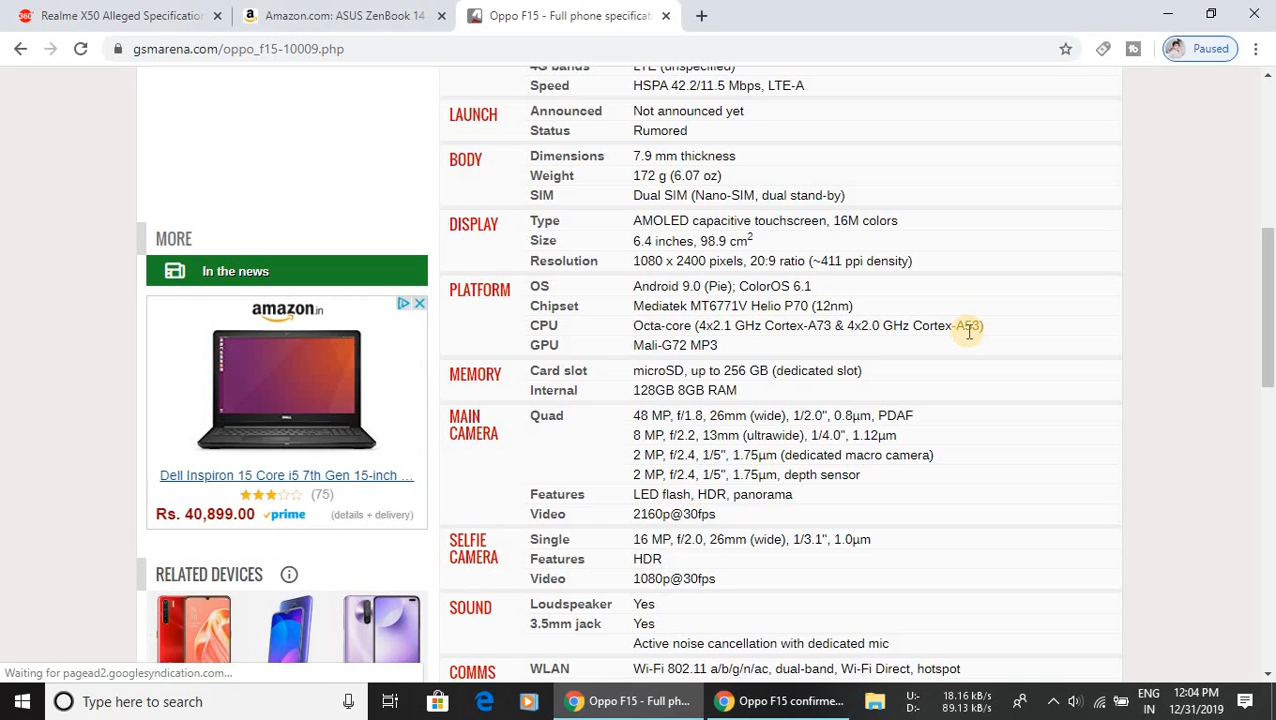 Realme X50 Alleged Specification
Amazon.com: ASUS ZenBook 14
Oppo F15 - Full phone specificat
gsmarena.com/oppo_f15-10009.php
Paused
4G bands LTE (unspecified)
Speed HSPA 42.2/11.5 Mbps, LTE-A
LAUNCH Announced Not announced yet
Status Rumored
BODY Dimensions 7.9 mm thickness
Weight 172 g (6.07 oz)
SIM Dual SIM (Nano-SIM, dual stand-by)
DISPLAY Type AMOLED capacitive touchscreen, 16M colors
Size 6.4 inches, 98.9 cm2
Resolution 1080 x 2400 pixels, 20:9 ratio (~411 ppi density)
PLATFORM OS Android 9.0 (Pie); ColorOS 6.1
Chipset Mediatek MT6771V Helio P70 (12nm)
CPU Octa-core (4x2.1 GHz Cortex-A73 & 4x2.0 GHz Cortex-A53)
GPU Mali-G72 MP3
MEMORY Card slot microSD, up to 256 GB (dedicated slot)
Internal 128GB 8GB RAM
MAIN CAMERA Quad 48 MP, f/1.8, 26mm (wide), 1/2.0", 0.8µm, PDAF
8 MP, f/2.2, 13mm (ultrawide), 1/4.0", 1.12µm
2 MP, f/2.4, 1/5", 1.75µm (dedicated macro camera)
2 MP, f/2.4, 1/5", 1.75µm, depth sensor
Features LED flash, HDR, panorama
Video 2160p@30fps
SELFIE CAMERA Single 16 MP, f/2.0, 26mm (wide), 1/3.1", 1.0µm
Features HDR
Video 1080p@30fps
SOUND Loudspeaker Yes
3.5mm jack Yes
Active noise cancellation with dedicated mic
COMMS WLAN Wi-Fi 802.11 a/b/g/n/ac, dual-band, Wi-Fi Direct, hotspot
MORE
In the news
amazon.in
DELL
Dell Inspiron 15 Core i5 7th Gen 15-inch ...
(75)
Rs. 40,899.00 prime (details + delivery)
RELATED DEVICES
Waiting for pagead2.googlesyndication.com...
Type here to search
Oppo F15 - Full ph...
Oppo F15 confirme...
U: 18.16 kB/s
D: 89.13 kB/s
ENG
IN
12:04 PM
12/31/2019